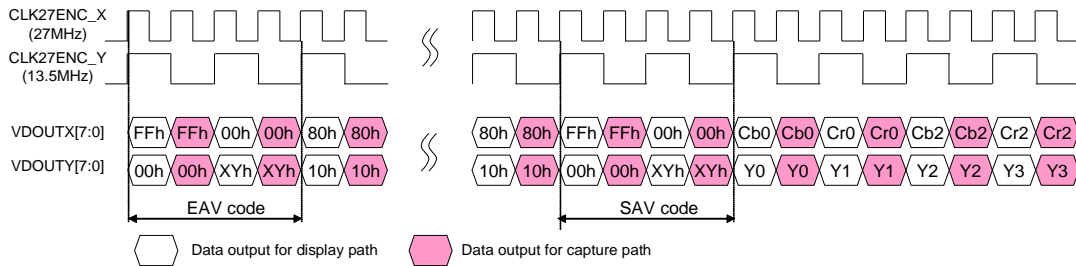 CLK27ENC_X
(27MHz)
CLK27ENC_Y
(13.5MHz)
VDOUTX[7:0] FFh FFh 00h 00h 80h 80h 80h 80h FFh FFh 00h 00h Cb0 Cb0 Cr0 Cr0 Cb2 Cb2 Cr2 Cr2
VDOUTY[7:0] 00h 00h XYh XYh 10h 10h 10h 10h 00h 00h XYh XYh Y0 Y0 Y1 Y1 Y2 Y2 Y3 Y3
EAV code SAV code
Data output for display path Data output for capture path